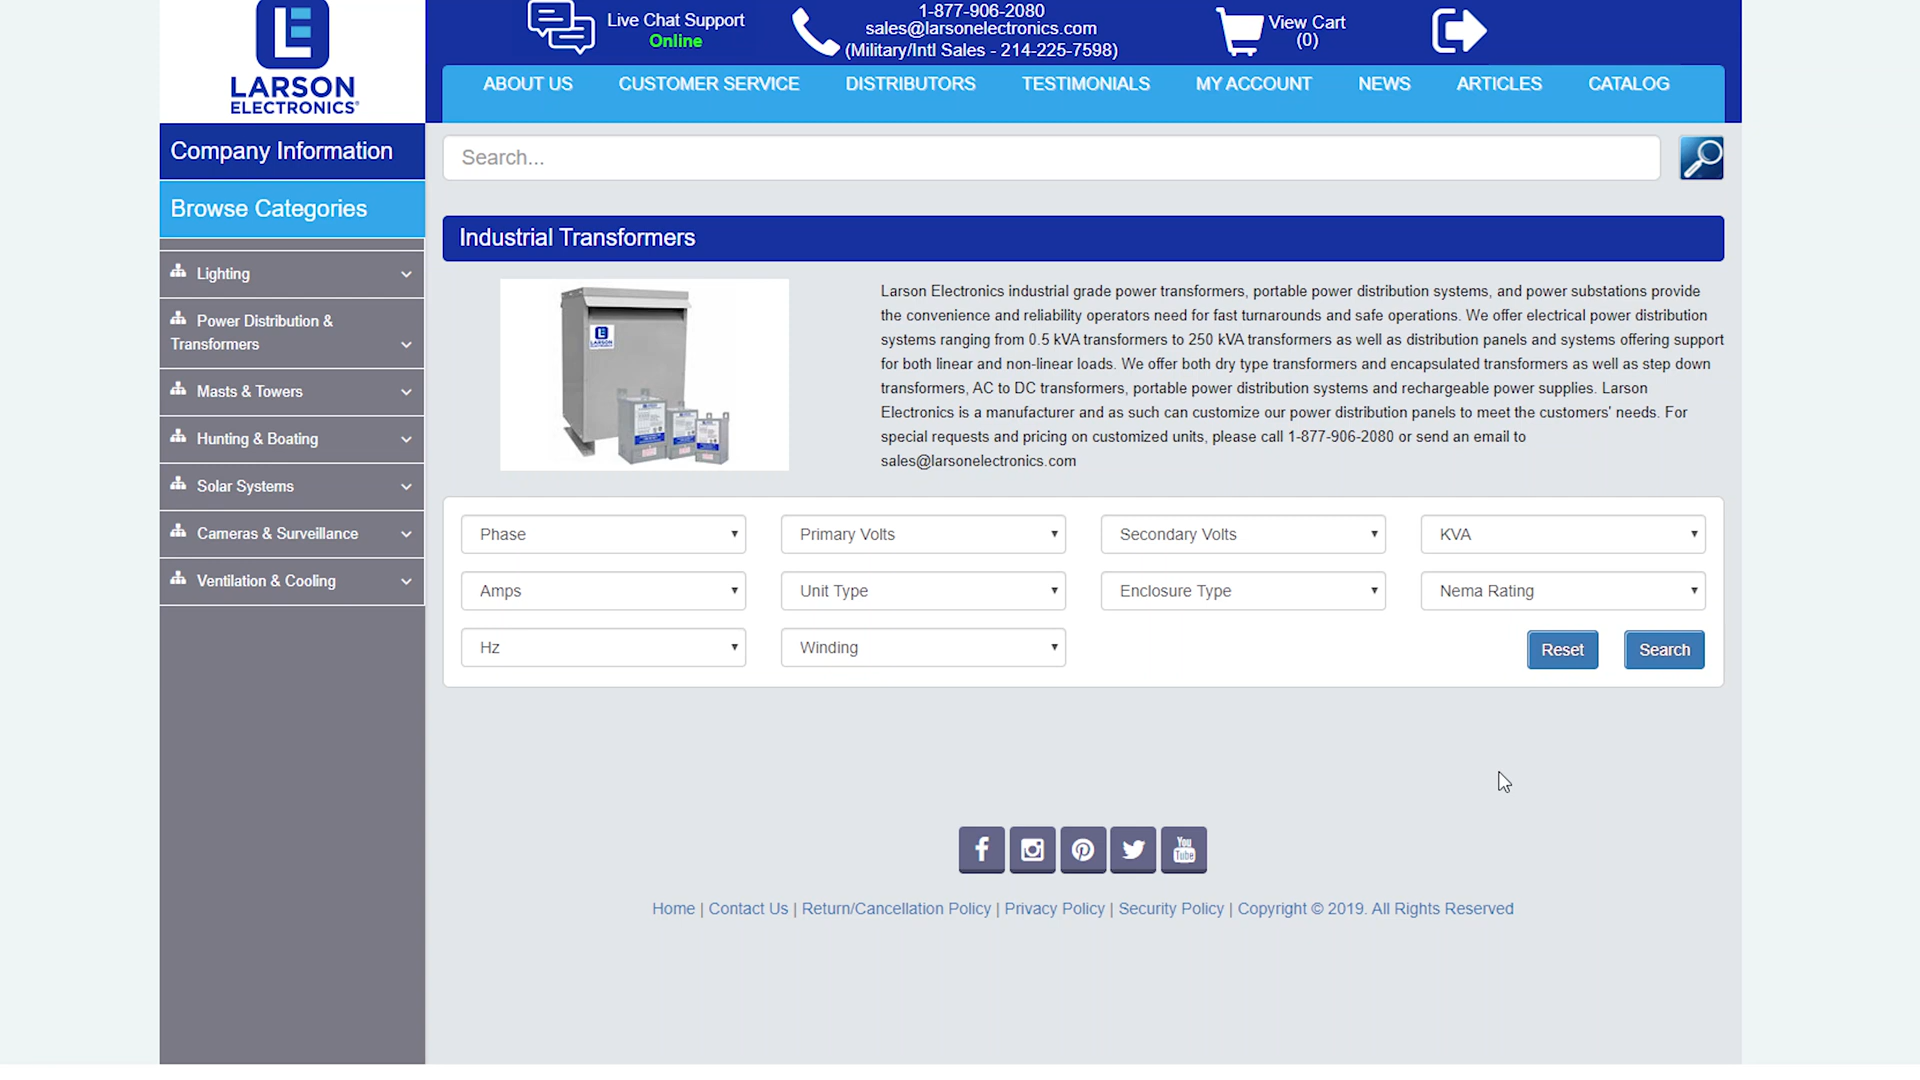 Live Chat Support
Online
1-877-906-2080
sales@larsonelectronics.com
(Military/Intl Sales - 214-225-7598)
View Cart
(0)
LARSON
ELECTRONICS®
ABOUT US
CUSTOMER SERVICE
DISTRIBUTORS
TESTIMONIALS
MY ACCOUNT
NEWS
ARTICLES
CATALOG
Company Information
Browse Categories
Lighting
Power Distribution &
Transformers
Masts & Towers
Hunting & Boating
Solar Systems
Cameras & Surveillance
Ventilation & Cooling
Search...
Industrial Transformers
Larson Electronics industrial grade power transformers, portable power distribution systems, and power substations provide
the convenience and reliability operators need for fast turnarounds and safe operations. We offer electrical power distribution
systems ranging from 0.5 kVA transformers to 250 kVA transformers as well as distribution panels and systems offering support
for both linear and non-linear loads. We offer both dry type transformers and encapsulated transformers as well as step down
transformers, AC to DC transformers, portable power distribution systems and rechargeable power supplies. Larson
Electronics is a manufacturer and as such can customize our power distribution panels to meet the customers' needs. For
special requests and pricing on customized units, please call 1-877-906-2080 or send an email to
sales@larsonelectronics.com
Phase
Primary Volts
Secondary Volts
KVA
Amps
Unit Type
Enclosure Type
Nema Rating
Hz
Winding
Reset
Search
You
Tube
Home | Contact Us | Return/Cancellation Policy | Privacy Policy | Security Policy | Copyright © 2019. All Rights Reserved